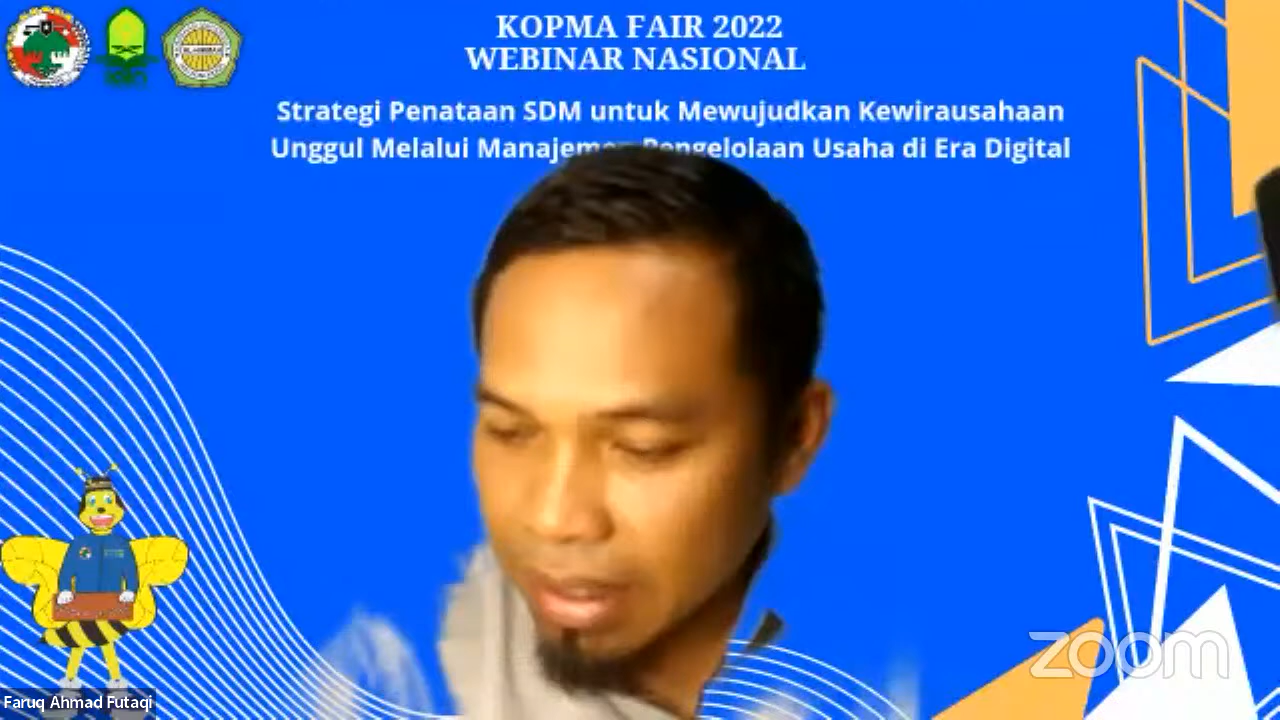 KOPMA FAIR 2022
WEBINAR NASIONAL
Strategi Penataan SDM untuk Mewujudkan Kewirausahaan
Unggul Melalui Manajemen Pengelolaan Usaha di Era Digital
zoom
Faruq Ahmad Futaqi